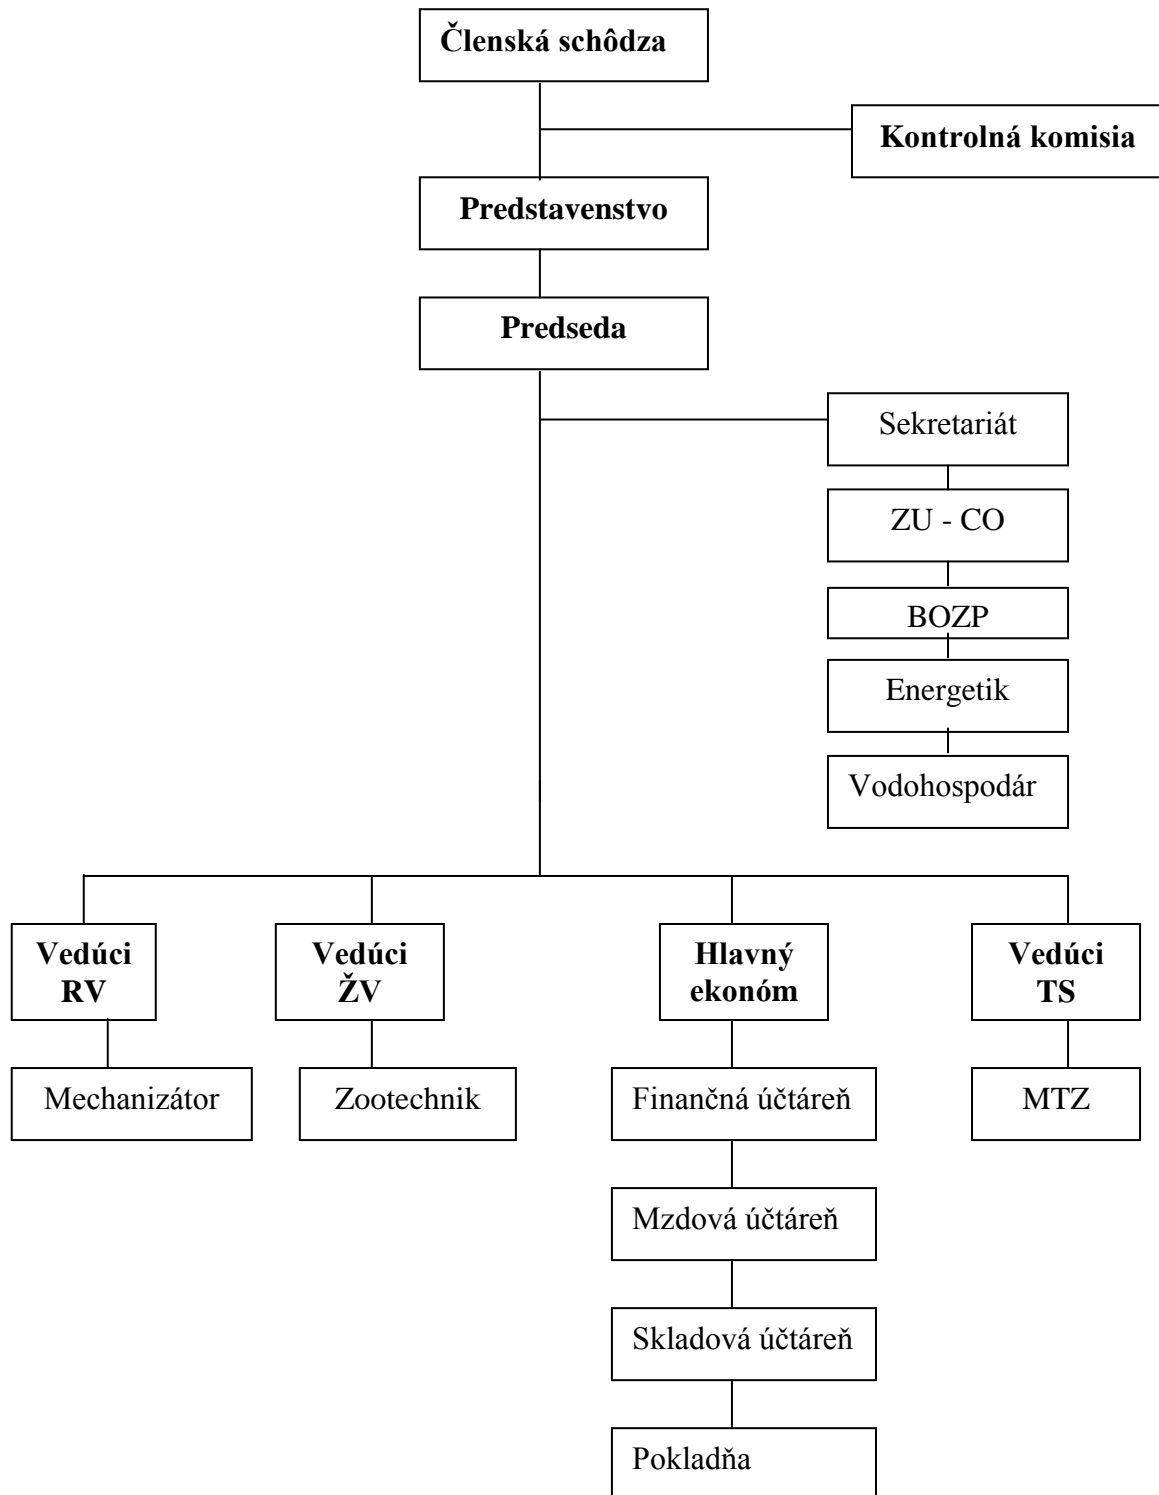 Členská schôdza
Kontrolná komisia
Predstavenstvo
Predseda
Sekretariát
ZU - CO
BOZP
Energetik
Vodohospodár
Vedúci
RV
Vedúci
ŽV
Hlavný
ekonóm
Vedúci
TS
Mechanizátor
Zootechnik
Finančná účtáreň
MTZ
Mzdová účtáreň
Skladová účtáreň
Pokladňa